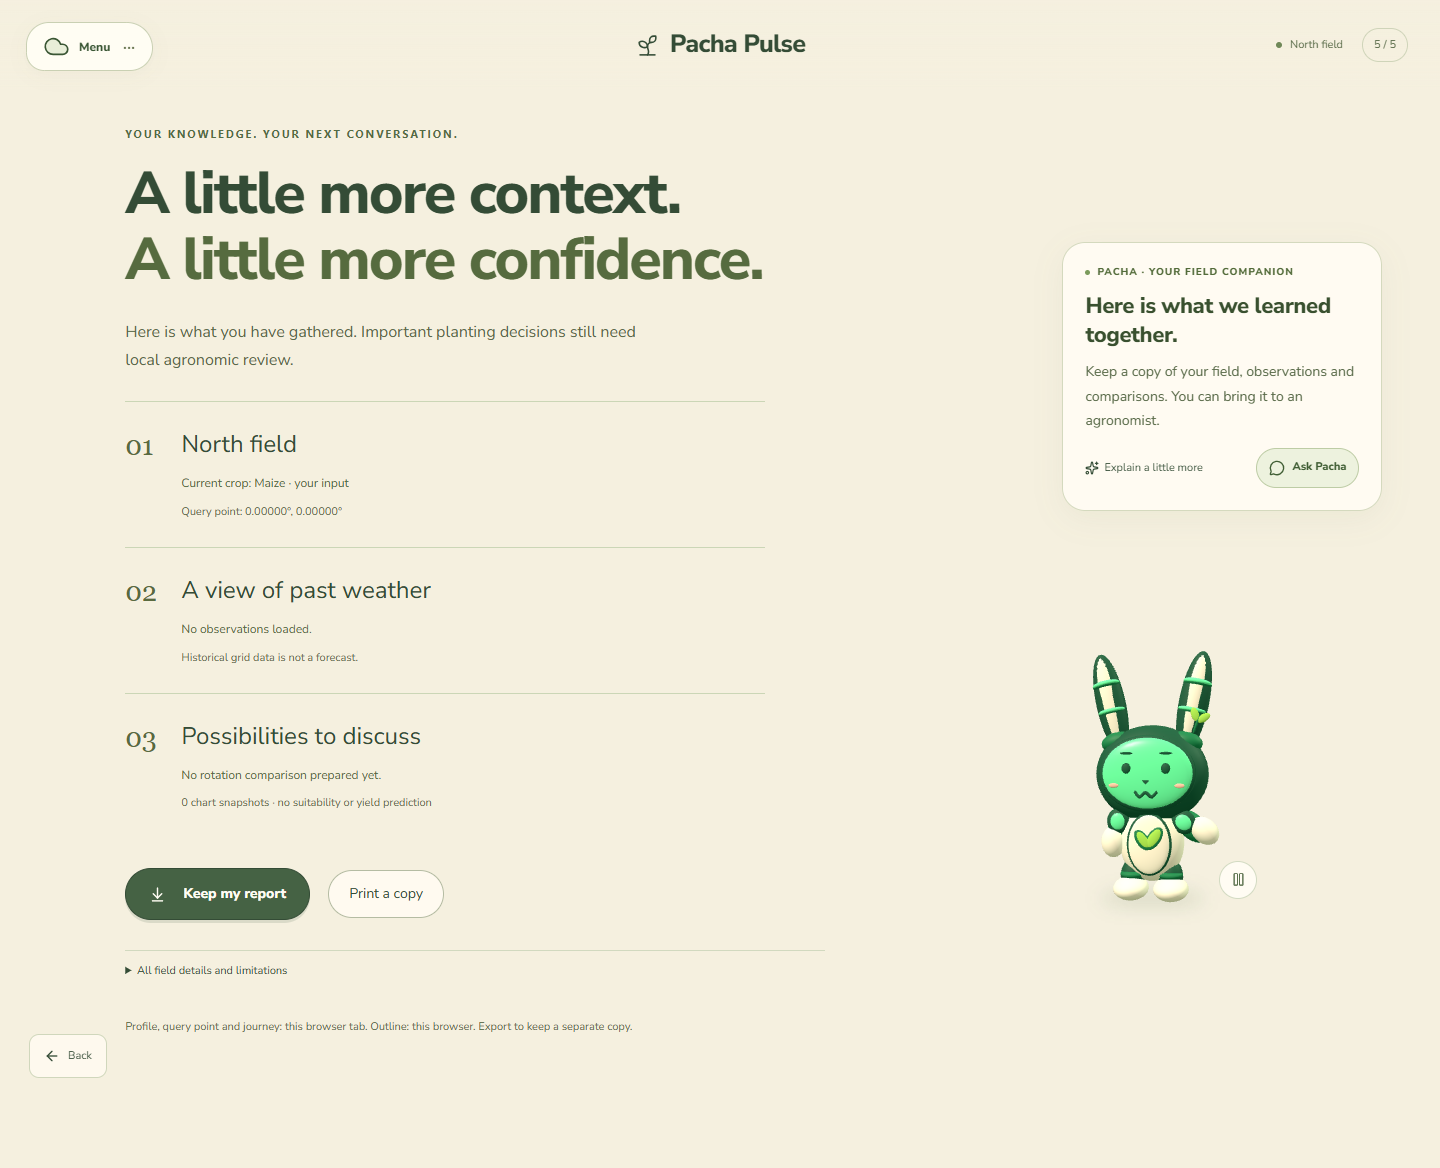 Menu ...
Pacha Pulse
North field
5 / 5
YOUR KNOWLEDGE. YOUR NEXT CONVERSATION.
A little more context.
A little more confidence.
Here is what you have gathered. Important planting decisions still need
local agronomic review.
01 North field
Current crop: Maize · your input
Query point: 0.00000°, 0.00000°
02 A view of past weather
No observations loaded.
Historical grid data is not a forecast.
03 Possibilities to discuss
No rotation comparison prepared yet.
0 chart snapshots · no suitability or yield prediction
Keep my report
Print a copy
All field details and limitations
Profile, query point and journey: this browser tab. Outline: this browser. Export to keep a separate copy.
Back
PACHA · YOUR FIELD COMPANION
Here is what we learned
together.
Keep a copy of your field, observations and
comparisons. You can bring it to an
agronomist.
Explain a little more
Ask Pacha